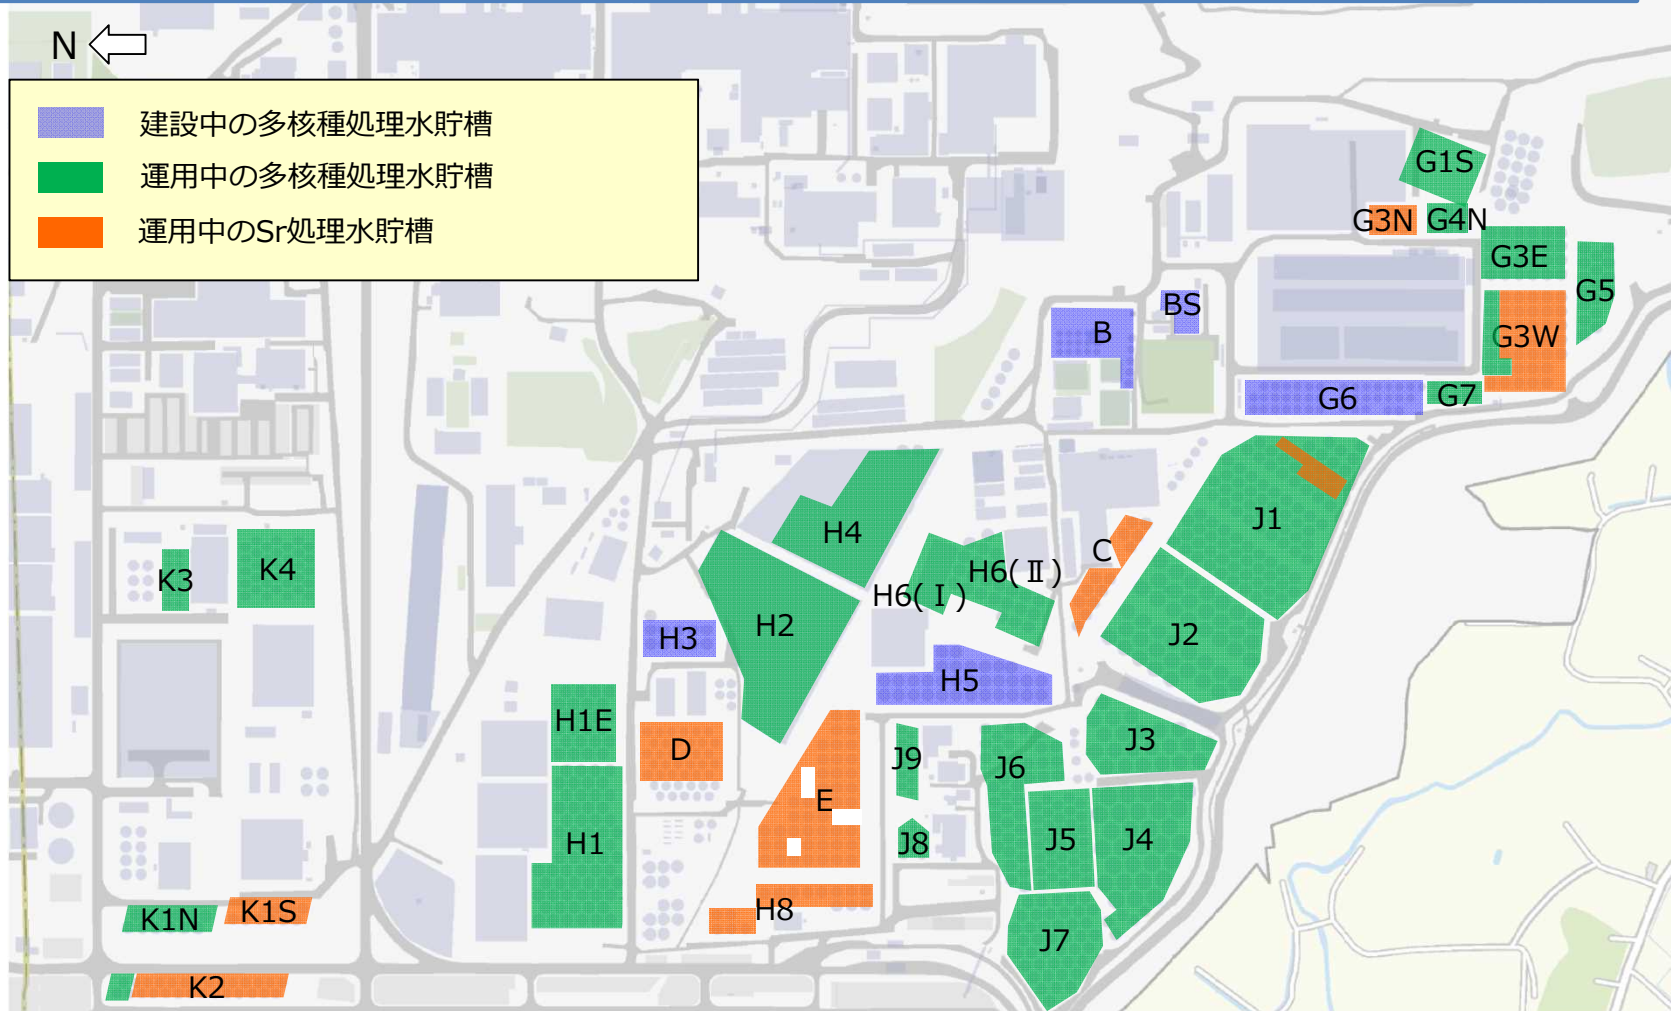 N
建設中の多核種処理水貯槽
運用中の多核種処理水貯槽
運用中のSr処理水貯槽
G1S
G3N
G4N
G3E
G5
BS
B
G3W
G6
G7
J1
H4
C
K3
K4
H6(Ⅰ)
H6(Ⅱ)
H2
H3
J2
H5
H1E
D
J9
J6
J3
E
H1
J8
J5
J4
K1N
K1S
H8
J7
K2